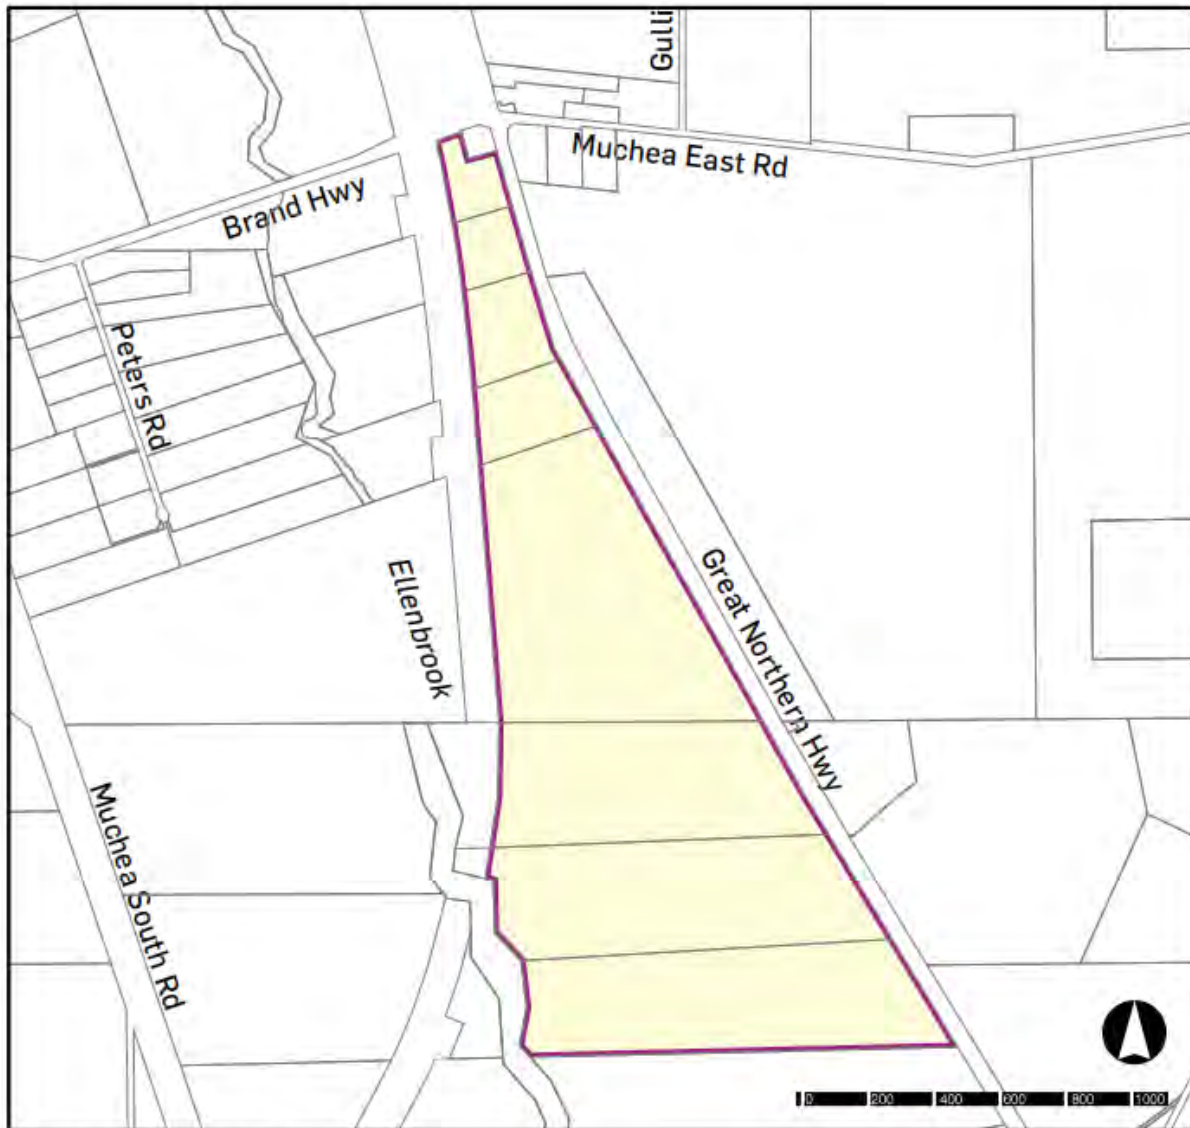 Gulli
Muchea East Rd
Brand Hwy
Peters Rd
Ellenbrook
Great Northern Hwy
Muchea South Rd
0 200 400 600 800 1000